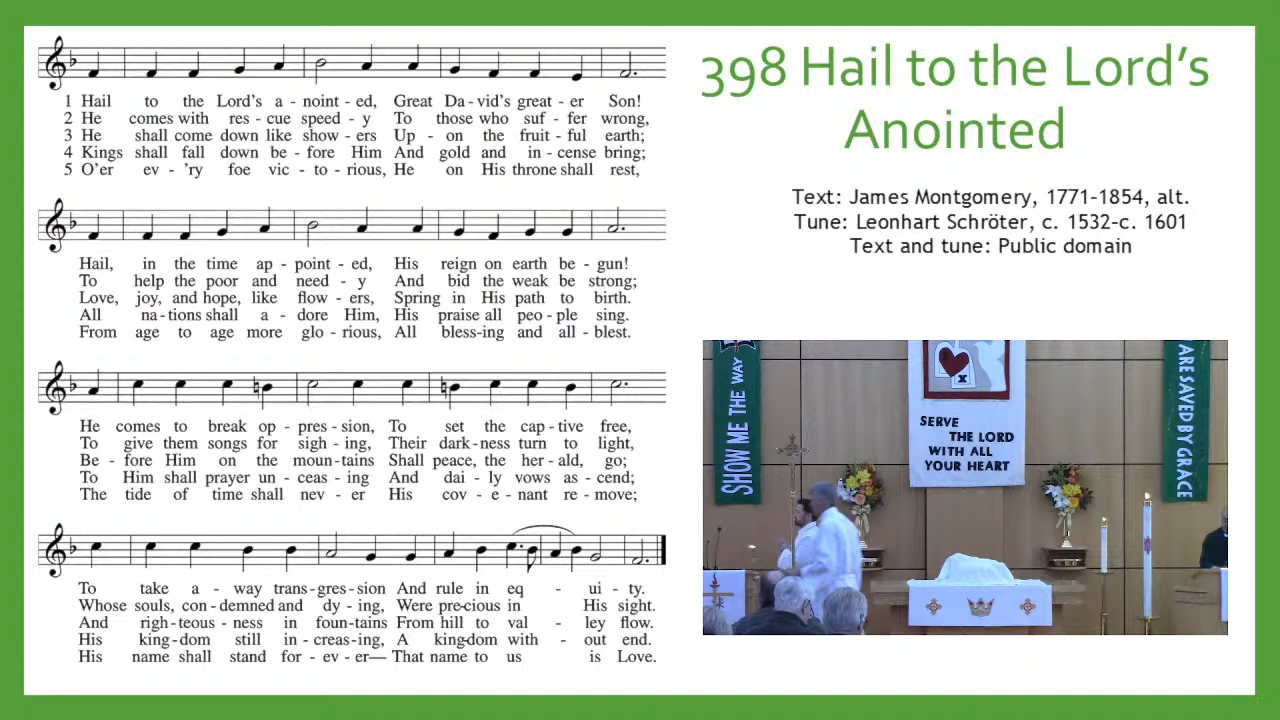 398 Hail to the Lord's
Anointed
Text: James Montgomery, 1771-1854, alt.
Tune: Leonhart Schröter, c. 1532-c. 1601
Text and tune: Public domain
1 Hail to the Lord's a - noint - ed, Great Da - vid's great - er Son!
2 He comes with res - cue speed - y To those who suf - fer wrong,
3 He shall come down like show - ers Up - on the fruit - ful earth;
4 Kings shall fall down be - fore Him And gold and in - cense bring;
5 O'er ev - 'ry foe vic - to - rious, He on His throne shall rest,
Hail, in the time ap - point - ed, His reign on earth be - gun!
To help the poor and need - y And bid the weak be strong;
Love, joy, and hope, like flow - ers, Spring in His path to birth.
All na - tions shall a - dore Him, His praise all peo - ple sing.
From age to age more glo - rious, All bless - ing and all - blest.
He comes to break op - pres - sion, To set the cap - tive free,
To give them songs for sigh - ing, Their dark - ness turn to light,
Be - fore Him on the moun - tains Shall peace, the her - ald, go;
To Him shall prayer un - ceas - ing And dai - ly vows as - cend;
The tide of time shall nev - er His cov - e - nant re - move;
To take a - way trans - gres - sion And rule in eq - ui - ty.
Whose souls, con - demned and dy - ing, Were pre - cious in His sight.
And righ - teous - ness in foun - tains From hill to val - ley flow.
His king - dom still in - creas - ing, A king - dom with - out end.
His name shall stand for - ev - er— That name to us is Love.
SHOW ME THE WAY
SERVE
THE LORD
WITH ALL
YOUR HEART
ARE SAVED BY GRACE